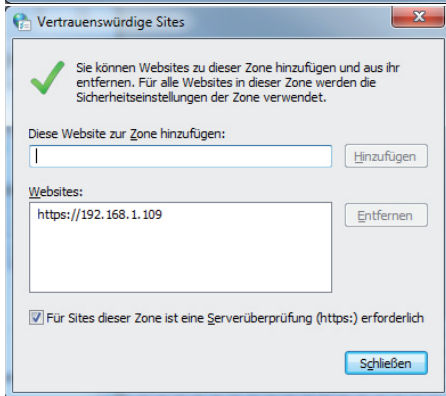 Vertrauenswürdige Sites
Sie können Websites zu dieser Zone hinzufügen und aus ihr
entfernen. Für alle Websites in dieser Zone werden die
Sicherheitseinstellungen der Zone verwendet.
Diese Website zur Zone hinzufügen:
Hinzufügen
Websites:
https://192.168.1.109
Entfernen
Für Sites dieser Zone ist eine Serverüberprüfung (https:) erforderlich
Schließen